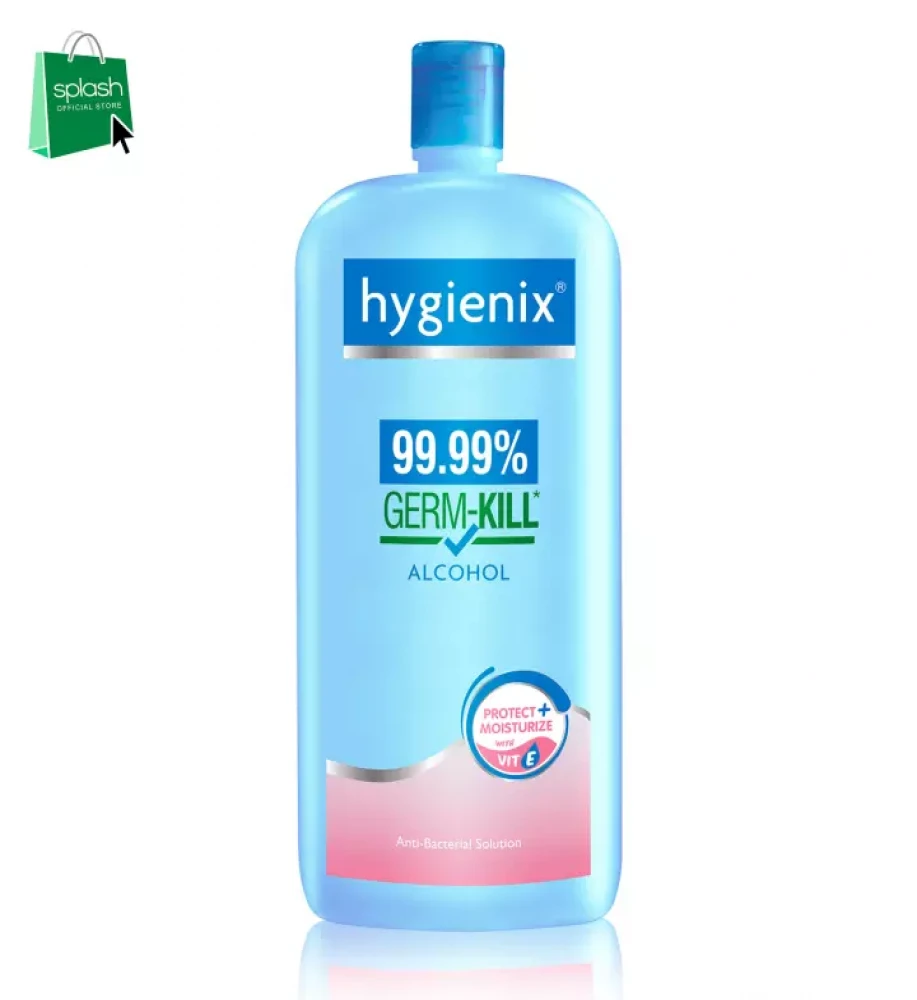 splash
OFFICIAL STORE
hygienix®
99.99%
GERM-KILL*
ALCOHOL
PROTECT +
MOISTURIZE
WITH
VIT E
Anti-Bacterial Solution